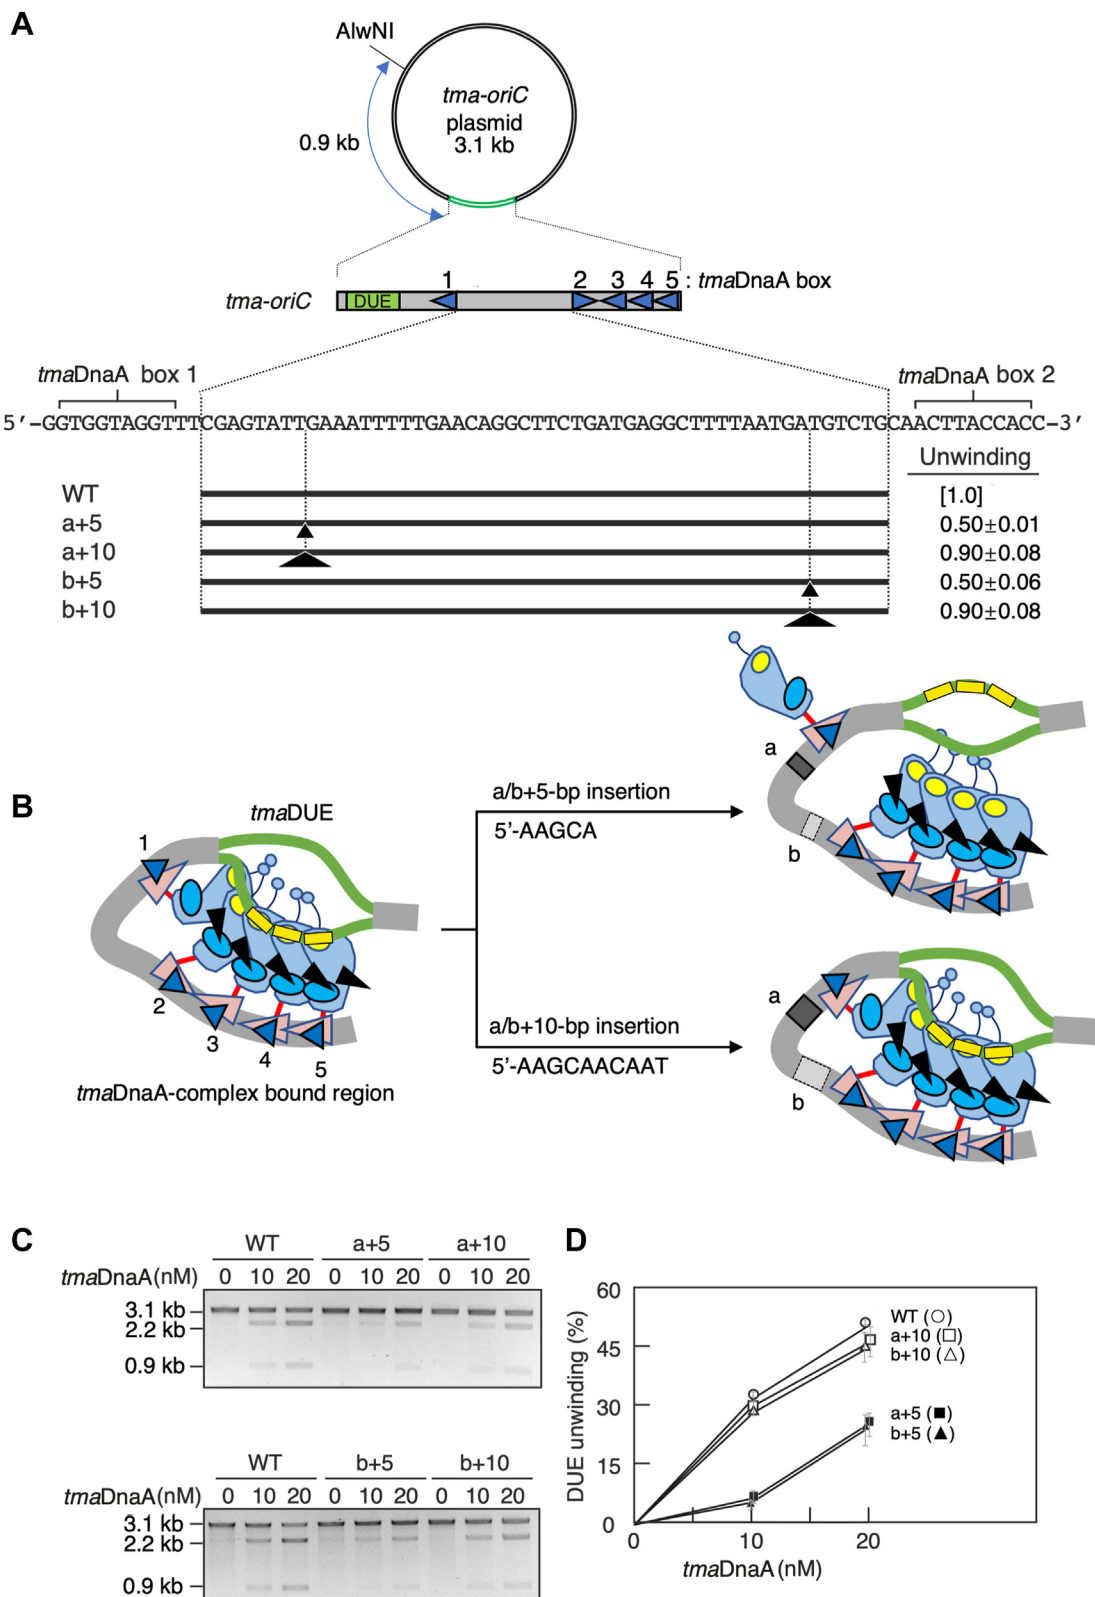 A
AlwNI
tma-oriC
plasmid
3.1 kb
0.9 kb
1 2 3 4 5 : tmaDnaA box
tma-oriC DUE
tmaDnaA box 1 tmaDnaA box 2
5′-GGTGGTAGGTTTCGAGTATTGAAATTTTTGAACAGGCTTCTGATGAGGCTTTTAATGATGTCTGCAACTTACCACC-3′
Unwinding
WT [1.0]
a+5 0.50±0.01
a+10 0.90±0.08
b+5 0.50±0.06
b+10 0.90±0.08
B
tmaDUE
1
2
3
4
5
tmaDnaA-complex bound region
a/b+5-bp insertion
5′-AAGCA
a
b
a/b+10-bp insertion
5′-AAGCAACAAT
a
b
C
WT a+5 a+10
tmaDnaA(nM) 0 10 20 0 10 20 0 10 20
3.1 kb
2.2 kb
0.9 kb
WT b+5 b+10
tmaDnaA(nM) 0 10 20 0 10 20 0 10 20
3.1 kb
2.2 kb
0.9 kb
D
DUE unwinding (%)
60
45
30
15
0
0 10 20
tmaDnaA (nM)
WT (○)
a+10 (□)
b+10 (△)
a+5 (■)
b+5 (▲)